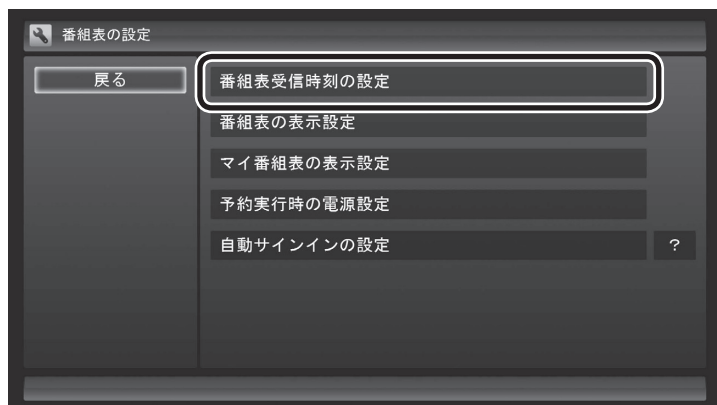 番組表の設定
戻る
番組表受信時刻の設定
番組表の表示設定
マイ番組表の表示設定
予約実行時の電源設定
自動サインインの設定
?